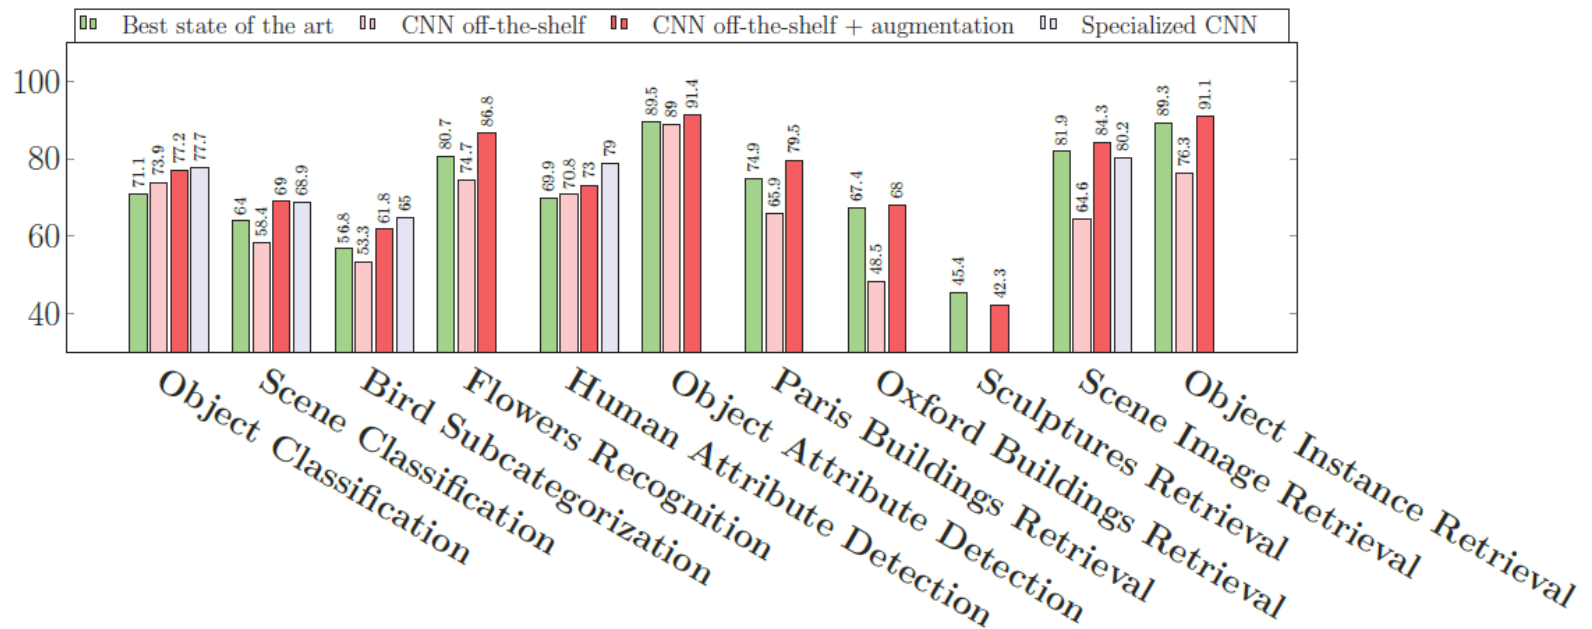 Best state of the art CNN off-the-shelf CNN off-the-shelf + augmentation Specialized CNN
100
80
60
40
71.1 73.9 77.2 77.7
64 58.4 69 68.9
56.8 53.3 61.8 65
80.7 74.7 86.8
69.9 70.8 73 79
89.5 89 91.4
74.9 65.9 79.5
67.4 48.5 68
45.4 42.3
81.9 64.6 84.3 80.2
89.3 76.3 91.1
Object Classification
Scene Classification
Bird Subcategorization
Flowers Recognition
Human Attribute Detection
Object Attribute Detection
Paris Buildings Retrieval
Oxford Buildings Retrieval
Sculptures Retrieval
Scene Image Retrieval
Object Instance Retrieval